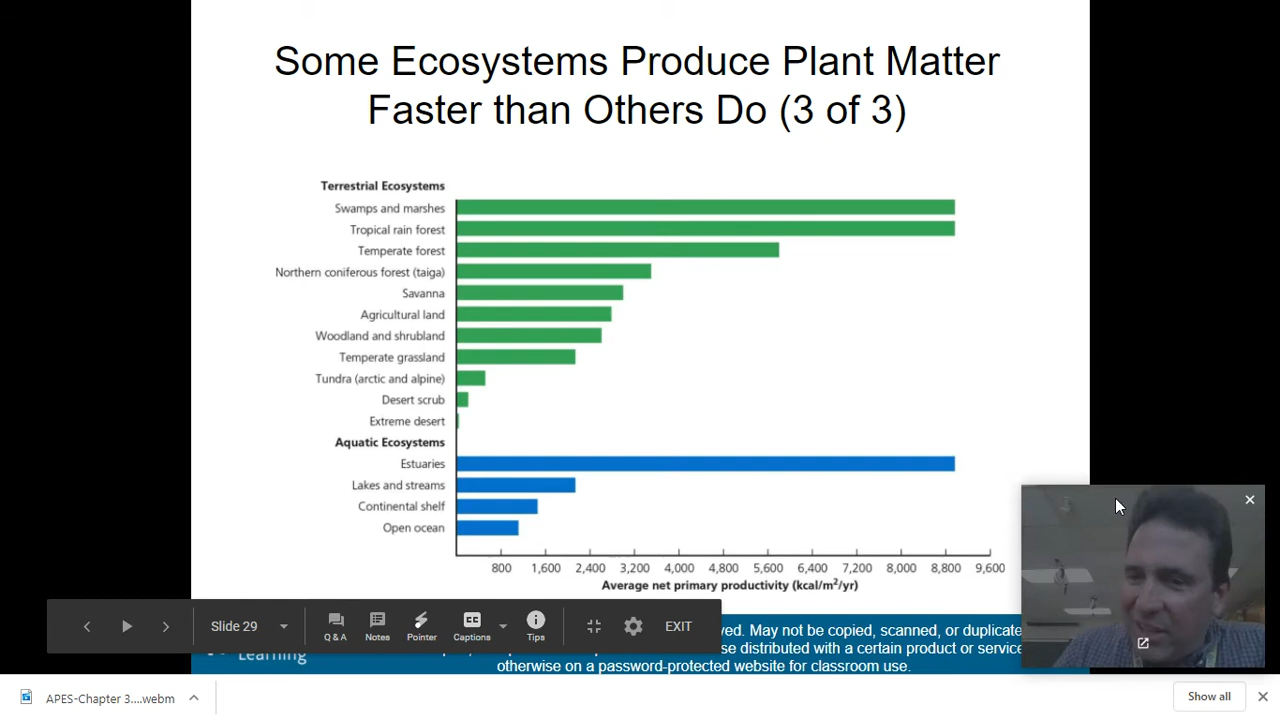 Some Ecosystems Produce Plant Matter
Faster than Others Do (3 of 3)
Terrestrial Ecosystems
Swamps and marshes
Tropical rain forest
Temperate forest
Northern coniferous forest (taiga)
Savanna
Agricultural land
Woodland and shrubland
Temperate grassland
Tundra (arctic and alpine)
Desert scrub
Extreme desert
Aquatic Ecosystems
Estuaries
Lakes and streams
Continental shelf
Open ocean
800 1,600 2,400 3,200 4,000 4,800 5,600 6,400 7,200 8,000 8,800 9,600
Average net primary productivity (kcal/m²/yr)
Slide 29
Q & A
Notes
Pointer
CC
Captions
Tips
EXIT
May not be copied, scanned, or duplicate
distributed with a certain product or service
otherwise on a password-protected website for classroom use.
Learning
APES-Chapter 3....webm
Show all